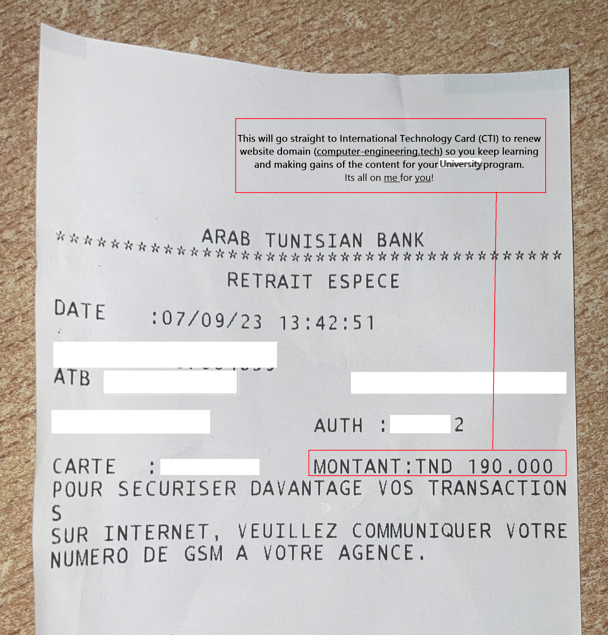 This will go straight to International Technology Card (CTI) to renew
website domain (computer-engineering.tech) so you keep learning
and making gains of the content for your University program.
Its all on me for you!
ARAB TUNISIAN BANK
**************************************
RETRAIT ESPECE
DATE :07/09/23 13:42:51
ATB
AUTH : 2
CARTE : MONTANT:TND 190.000
POUR SECURISER DAVANTAGE VOS TRANSACTION
S
SUR INTERNET, VEUILLEZ COMMUNIQUER VOTRE
NUMERO DE GSM A VOTRE AGENCE.